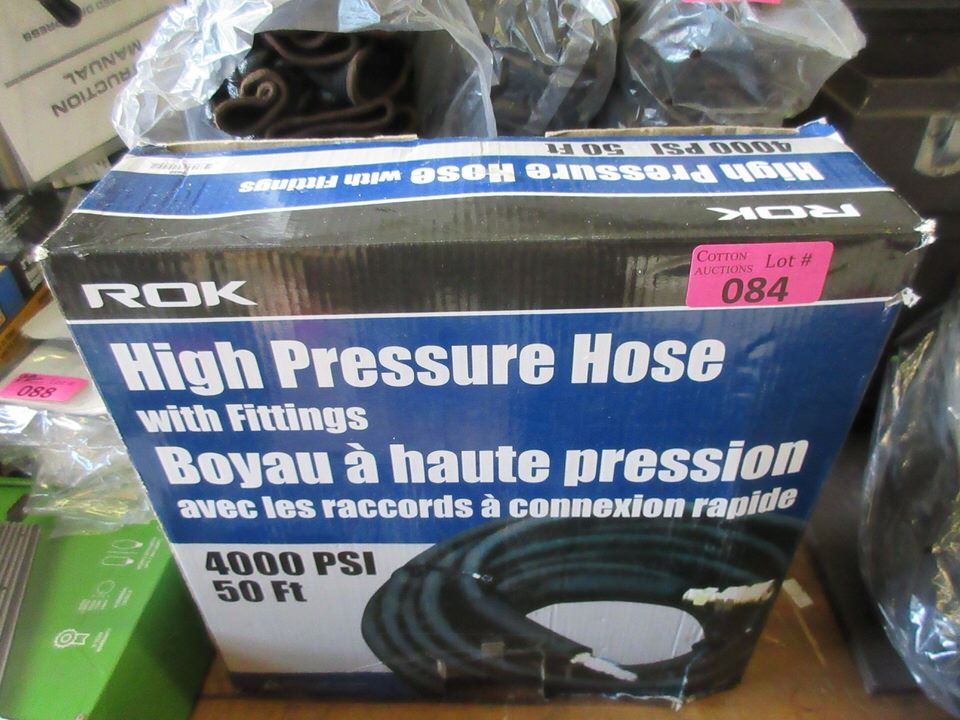 TRUCTION
MANUAL
4000 PSI 50 Ft
High Pressure Hose with Fittings
ROK
ROK
COTTON
AUCTIONS
Lot #
084
High Pressure Hose
with Fittings
Boyau à haute pression
avec les raccords à connexion rapide
4000 PSI
50 Ft
088